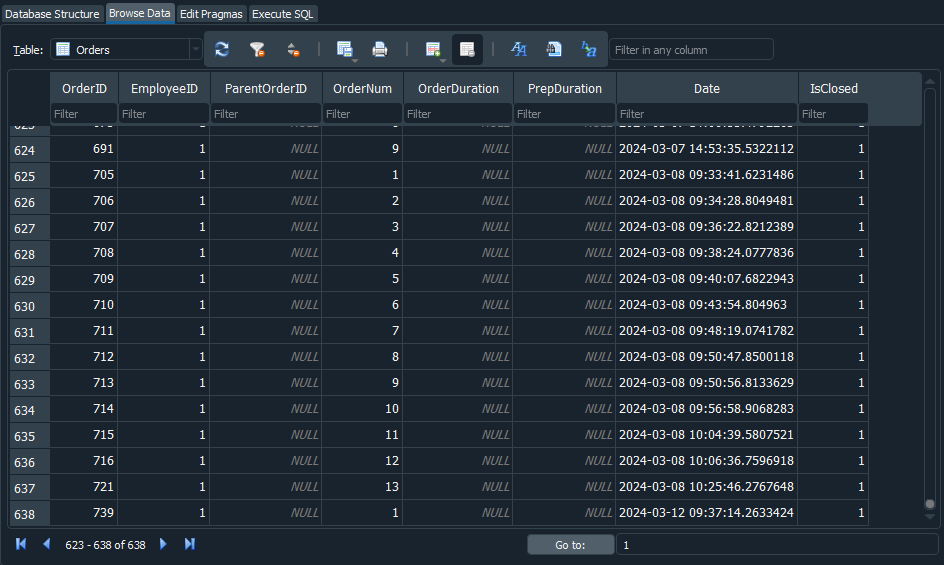 Database Structure Browse Data Edit Pragmas Execute SQL
Table: Orders Filter in any column
OrderID EmployeeID ParentOrderID OrderNum OrderDuration PrepDuration Date IsClosed
Filter Filter Filter Filter Filter Filter Filter Filter
624 691 1 NULL 9 NULL NULL 2024-03-07 14:53:35.5322112 1
625 705 1 NULL 1 NULL NULL 2024-03-08 09:33:41.6231486 1
626 706 1 NULL 2 NULL NULL 2024-03-08 09:34:28.8049481 1
627 707 1 NULL 3 NULL NULL 2024-03-08 09:36:22.8212389 1
628 708 1 NULL 4 NULL NULL 2024-03-08 09:38:24.0777836 1
629 709 1 NULL 5 NULL NULL 2024-03-08 09:40:07.6822943 1
630 710 1 NULL 6 NULL NULL 2024-03-08 09:43:54.804963 1
631 711 1 NULL 7 NULL NULL 2024-03-08 09:48:19.0741782 1
632 712 1 NULL 8 NULL NULL 2024-03-08 09:50:47.8500118 1
633 713 1 NULL 9 NULL NULL 2024-03-08 09:50:56.8133629 1
634 714 1 NULL 10 NULL NULL 2024-03-08 09:56:58.9068283 1
635 715 1 NULL 11 NULL NULL 2024-03-08 10:04:39.5807521 1
636 716 1 NULL 12 NULL NULL 2024-03-08 10:06:36.7596918 1
637 721 1 NULL 13 NULL NULL 2024-03-08 10:25:46.2767648 1
638 739 1 NULL 1 NULL NULL 2024-03-12 09:37:14.2633424 1
623 - 638 of 638 Go to: 1